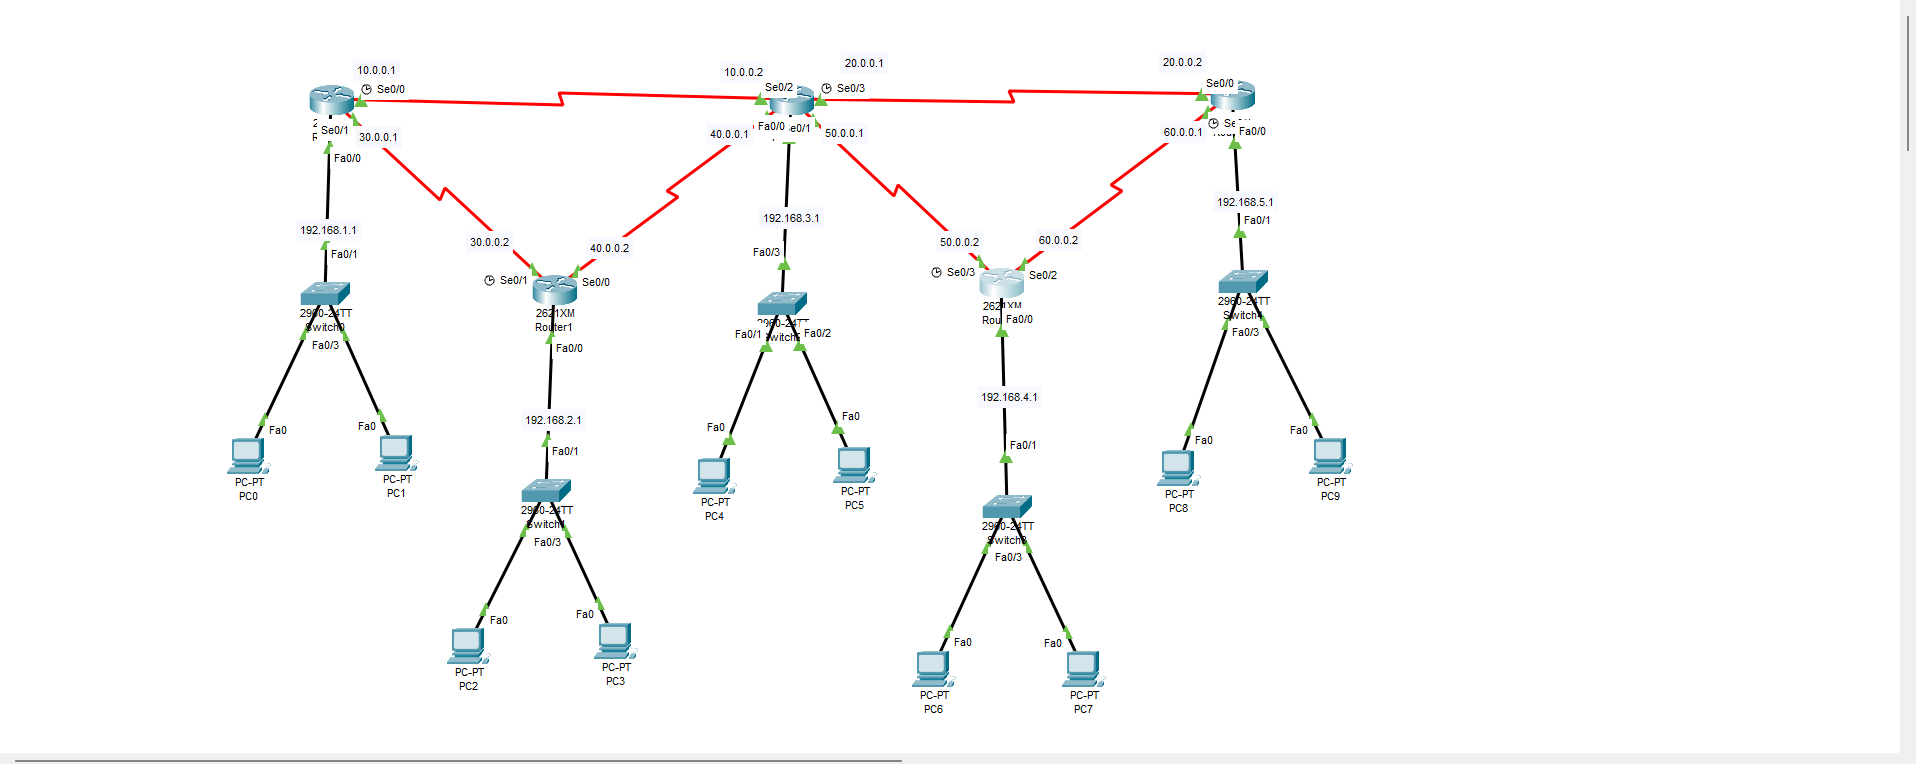 10.0.0.1
Se0/0
10.0.0.2
Se0/2
20.0.0.1
Se0/3
20.0.0.2
Se0/0
Se0/1
30.0.0.1
Fa0/0
40.0.0.1
Fa0/0
50.0.0.1
60.0.0.1
Fa0/0
192.168.1.1
Fa0/1
192.168.3.1
Fa0/3
192.168.5.1
Fa0/1
30.0.0.2
40.0.0.2
Se0/1
Se0/0
50.0.0.2
60.0.0.2
Se0/3
Se0/2
2960-24TT
Switch0
Fa0/3
2621XM
Router1
Fa0/0
Fa0/1
Fa0/2
2621XM
Fa0/0
2960-24TT
Switch4
Fa0/3
Fa0
Fa0
PC-PT
PC0
PC-PT
PC1
192.168.2.1
Fa0/1
Fa0
Fa0
PC-PT
PC4
PC-PT
PC5
192.168.4.1
Fa0/1
Fa0
Fa0
PC-PT
PC8
PC-PT
PC9
2960-24TT
Switch1
Fa0/3
2960-24TT
Switch3
Fa0/3
Fa0
Fa0
PC-PT
PC2
PC-PT
PC3
Fa0
Fa0
PC-PT
PC6
PC-PT
PC7